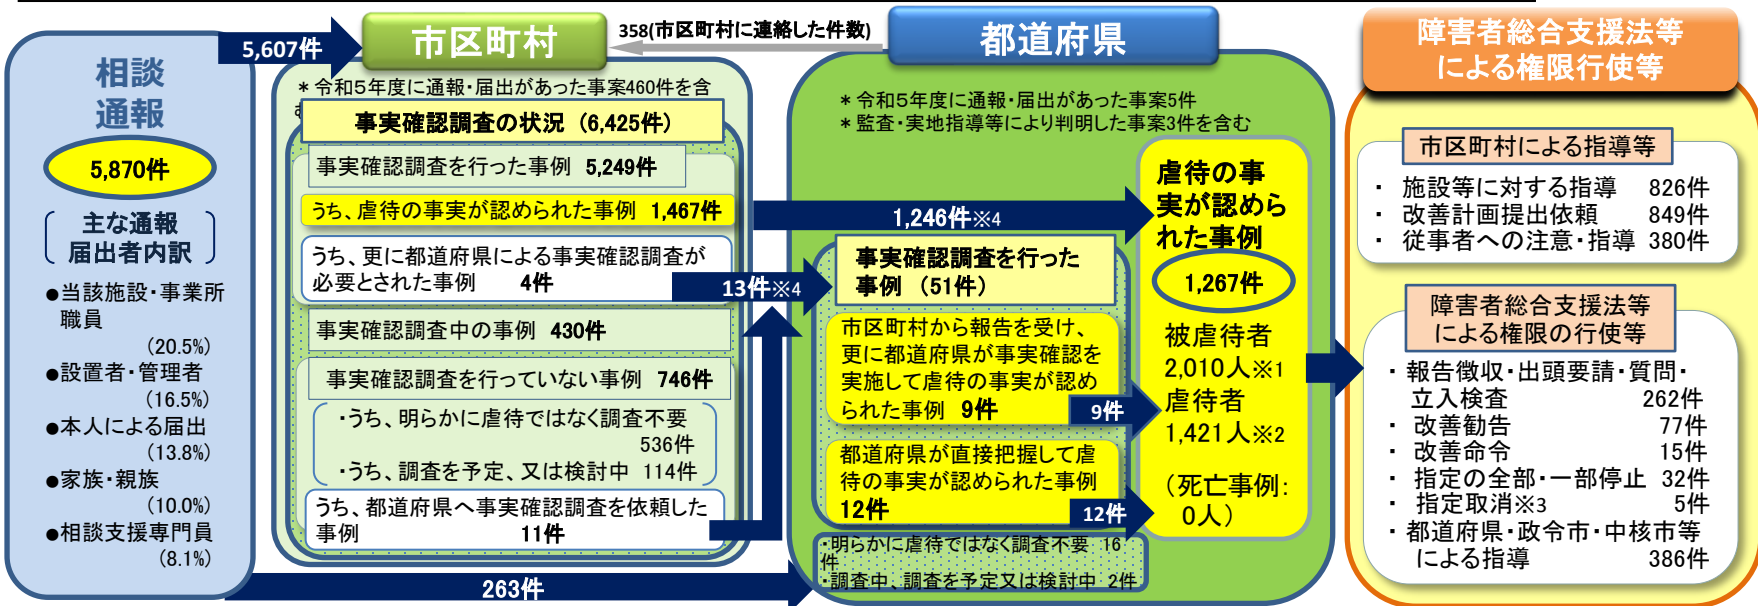 相談
通報
5,870件
主な通報
届出者内訳
●当該施設・事業所
職員
(20.5%)
●設置者・管理者
(16.5%)
●本人による届出
(13.8%)
●家族・親族
(10.0%)
●相談支援専門員
(8.1%)
5,607件
263件
市区町村
358(市区町村に連絡した件数)
*令和5年度に通報・届出があった事案460件を含
事実確認調査の状況 (6,425件)
事実確認調査を行った事例 5,249件
うち、虐待の事実が認められた事例 1,467件
うち、更に都道府県による事実確認調査が
必要とされた事例 4件
事実確認調査中の事例 430件
事実確認調査を行っていない事例 746件
・うち、明らかに虐待ではなく調査不要
536件
・うち、調査を予定、又は検討中 114件
うち、都道府県へ事実確認調査を依頼した
事例 11件
1,246件※4
13件※4
都道府県
*令和5年度に通報・届出があった事案5件
*監査・実地指導等により判明した事案3件を含む
事実確認調査を行った
事例 (51件)
市区町村から報告を受け、
更に都道府県が事実確認を
実施して虐待の事実が認め
られた事例 9件
9件
都道府県が直接把握して虐
待の事実が認められた事例
12件
12件
・明らかに虐待ではなく調査不要 16
件
・調査中、調査を予定又は検討中 2件
虐待の事
実が認めら
れた事例
1,267件
被虐待者
2,010人※1
虐待者
1,421人※2
(死亡事例:
0人)
障害者総合支援法等
による権限行使等
市区町村による指導等
・ 施設等に対する指導 826件
・ 改善計画提出依頼 849件
・ 従事者への注意・指導 380件
障害者総合支援法等
による権限の行使等
・ 報告徴収・出頭要請・質問・
立入検査 262件
・ 改善勧告 77件
・ 改善命令 15件
・ 指定の全部・一部停止 32件
・ 指定取消※3 5件
・ 都道府県・政令市・中核市等
による指導 386件